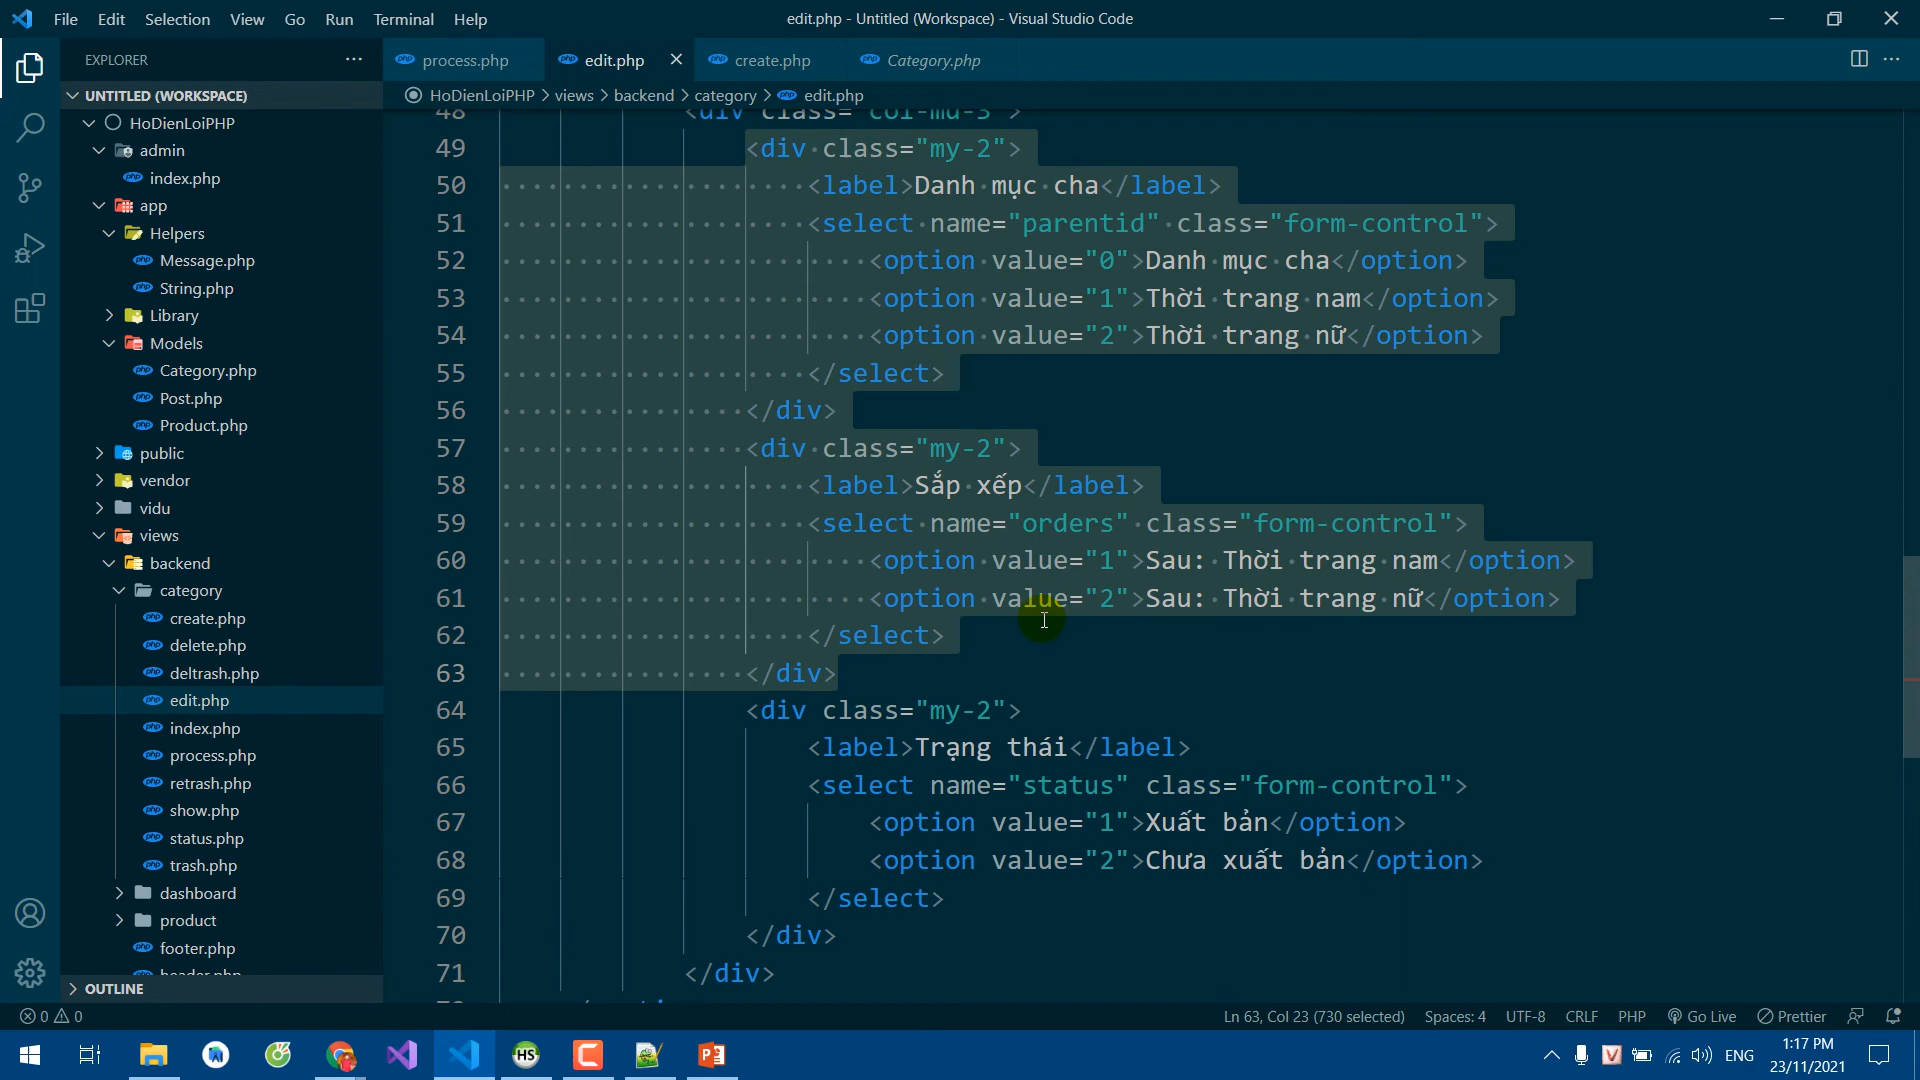 File Edit Selection View Go Run Terminal Help
edit.php - Untitled (Workspace) - Visual Studio Code
EXPLORER
process.php
edit.php
create.php
Category.php
UNTITLED (WORKSPACE)
HoDienLoiPHP > views > backend > category > edit.php
HoDienLoiPHP
admin
index.php
app
Helpers
Message.php
String.php
Library
Models
Category.php
Post.php
Product.php
public
vendor
vidu
views
backend
category
create.php
delete.php
deltrash.php
edit.php
index.php
process.php
retrash.php
show.php
status.php
trash.php
dashboard
product
footer.php
header.php
OUTLINE
48 <div class="col-md-3">
49 <div class="my-2">
50 <label>Danh mục cha</label>
51 <select name="parentid" class="form-control">
52 <option value="0">Danh mục cha</option>
53 <option value="1">Thời trang nam</option>
54 <option value="2">Thời trang nữ</option>
55 </select>
56 </div>
57 <div class="my-2">
58 <label>Sắp xếp</label>
59 <select name="orders" class="form-control">
60 <option value="1">Sau: Thời trang nam</option>
61 <option value="2">Sau: Thời trang nữ</option>
62 </select>
63 </div>
64 <div class="my-2">
65 <label>Trạng thái</label>
66 <select name="status" class="form-control">
67 <option value="1">Xuất bản</option>
68 <option value="2">Chưa xuất bản</option>
69 </select>
70 </div>
71 </div>
0 0
Ln 63, Col 23 (730 selected) Spaces: 4 UTF-8 CRLF PHP Go Live Prettier
ENG
1:17 PM
23/11/2021